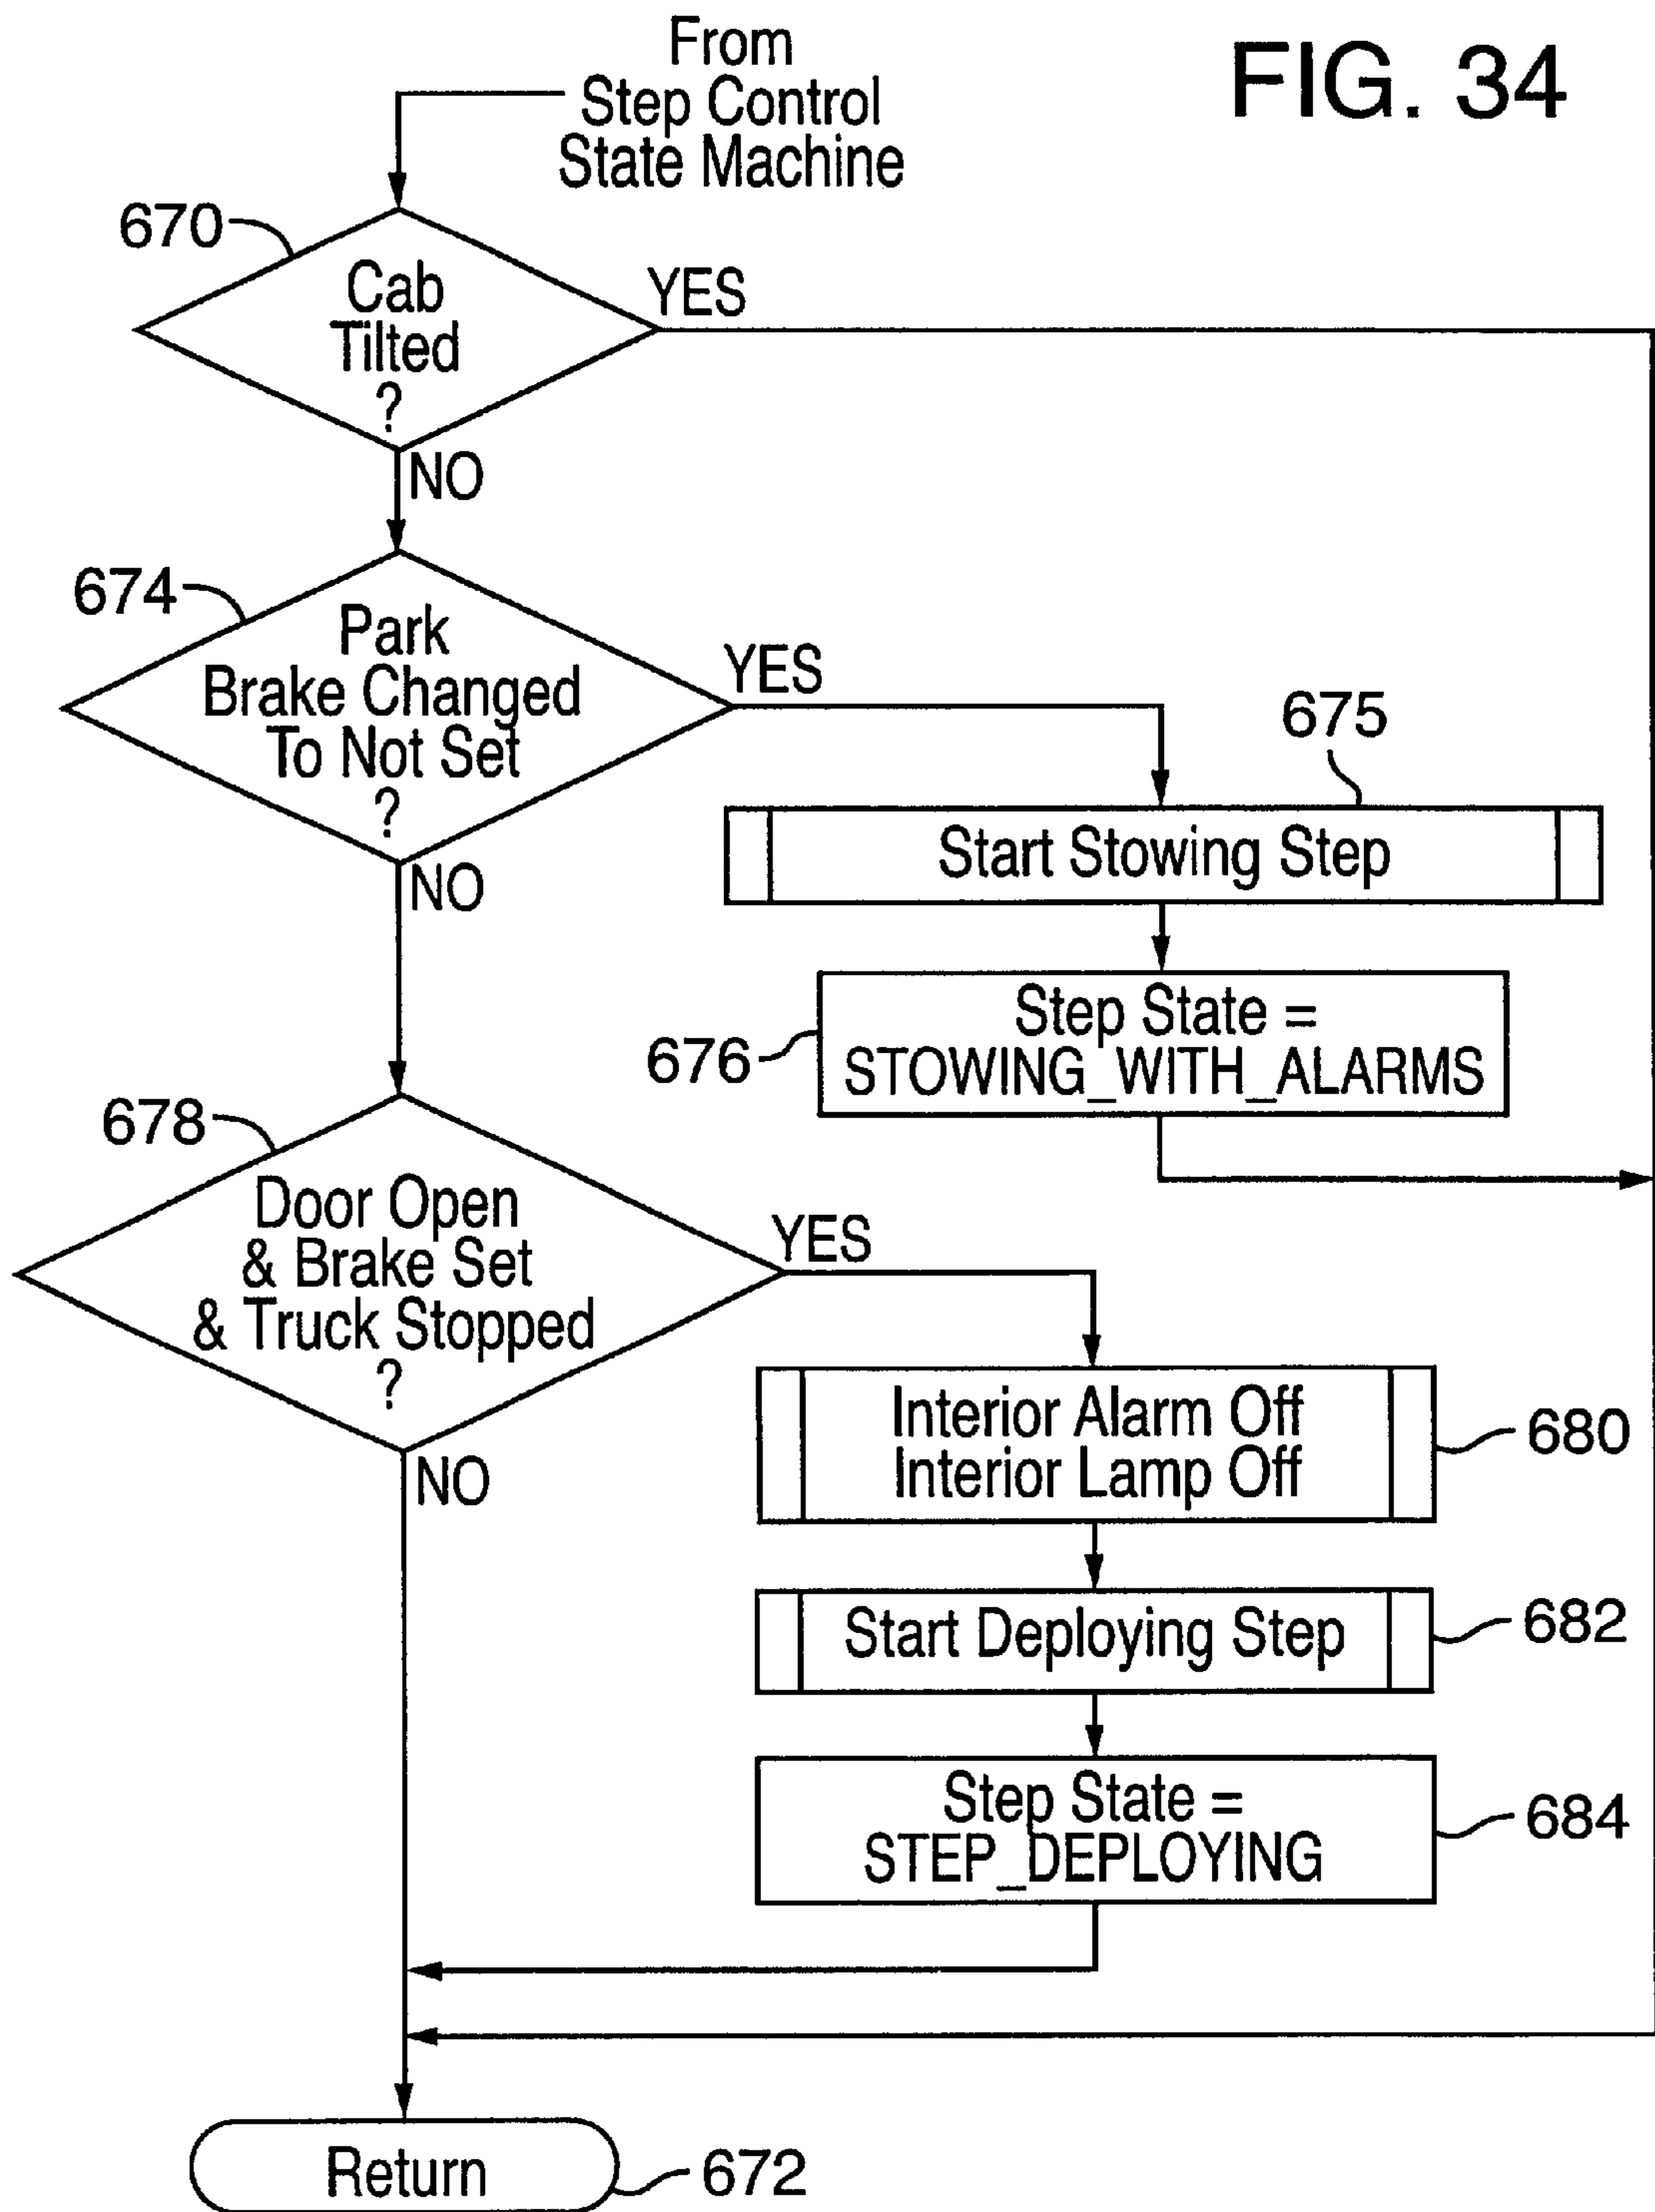 FIG. 34
From
Step Control
State Machine
670
Cab
Tilted
?
YES
NO
674
Park
Brake Changed
To Not Set
?
YES
NO
675
Start Stowing Step
Step State =
STOWING_WITH_ALARMS
676
678
Door Open
& Brake Set
& Truck Stopped
?
YES
NO
Interior Alarm Off
Interior Lamp Off
680
Start Deploying Step
682
Step State =
STEP_DEPLOYING
684
Return
672